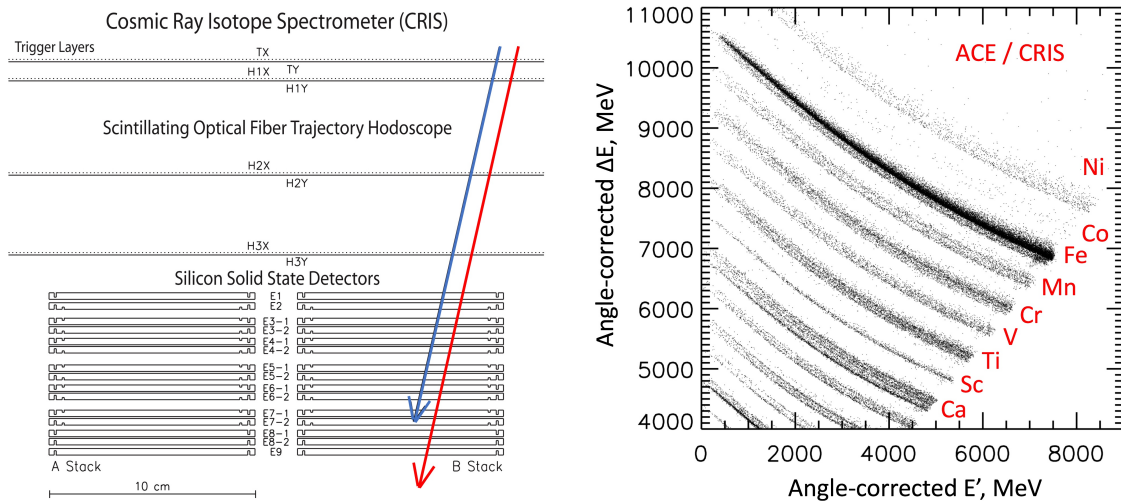 Cosmic Ray Isotope Spectrometer (CRIS)
Trigger Layers
TX
H1X TY
H1Y
Scintillating Optical Fiber Trajectory Hodoscope
H2X
H2Y
H3X
H3Y
Silicon Solid State Detectors
E1
E2
E3-1
E3-2
E4-1
E4-2
E5-1
E5-2
E6-1
E6-2
E7-1
E7-2
E8-1
E8-2
E9
A Stack
B Stack
10 cm
Angle-corrected ΔE, MeV
11000
10000
9000
8000
7000
6000
5000
4000
ACE / CRIS
Ni
Co
Fe
Mn
Cr
V
Ti
Sc
Ca
0 2000 4000 6000 8000
Angle-corrected E', MeV